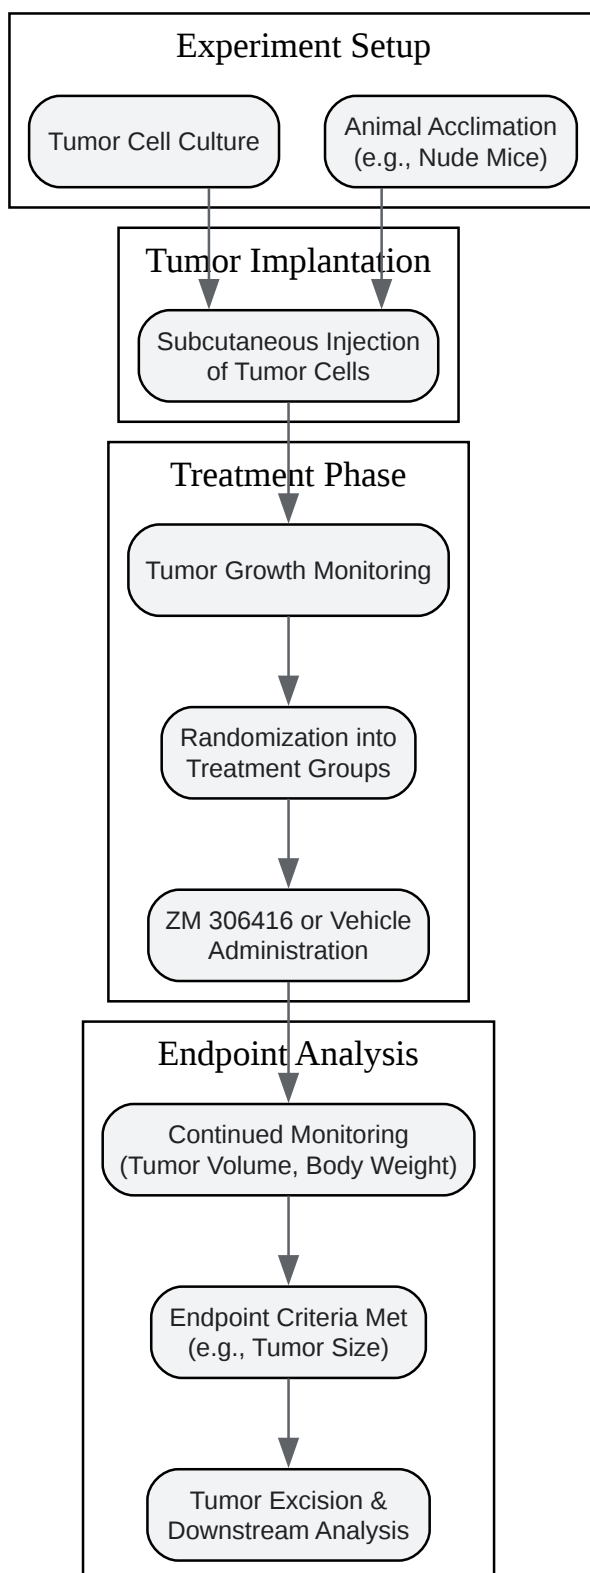 Experiment Setup
Tumor Cell Culture
Animal Acclimation
(e.g., Nude Mice)
Tumor Implantation
Subcutaneous Injection
of Tumor Cells
Treatment Phase
Tumor Growth Monitoring
Randomization into
Treatment Groups
ZM 306416 or Vehicle
Administration
Endpoint Analysis
Continued Monitoring
(Tumor Volume, Body Weight)
Endpoint Criteria Met
(e.g., Tumor Size)
Tumor Excision &
Downstream Analysis